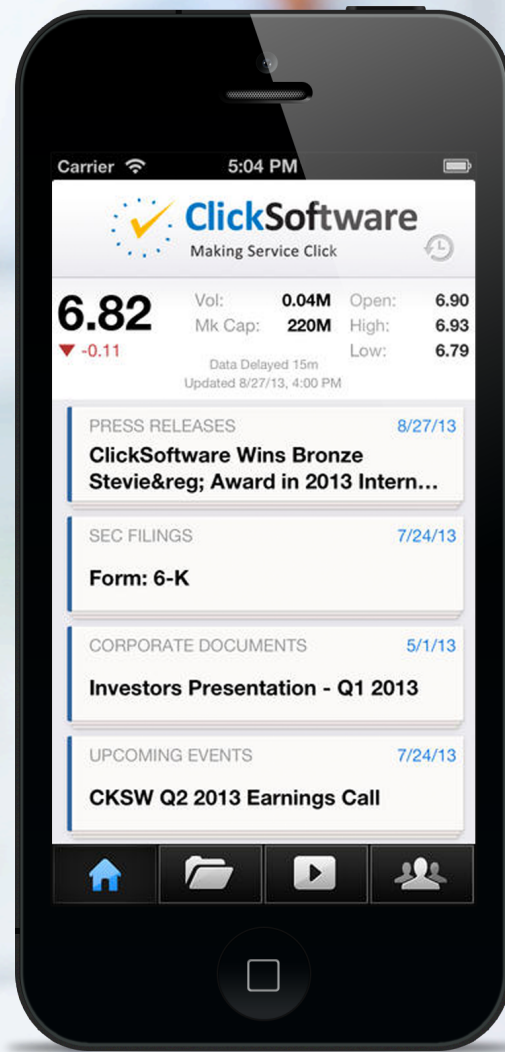 Carrier 5:04 PM
ClickSoftware
Making Service Click
6.82
-0.11
Vol: 0.04M Open: 6.90
Mk Cap: 220M High: 6.93
Low: 6.79
Data Delayed 15m
Updated 8/27/13, 4:00 PM
PRESS RELEASES 8/27/13
ClickSoftware Wins Bronze
Stevie&reg; Award in 2013 Intern...
SEC FILINGS 7/24/13
Form: 6-K
CORPORATE DOCUMENTS 5/1/13
Investors Presentation - Q1 2013
UPCOMING EVENTS 7/24/13
CKSW Q2 2013 Earnings Call